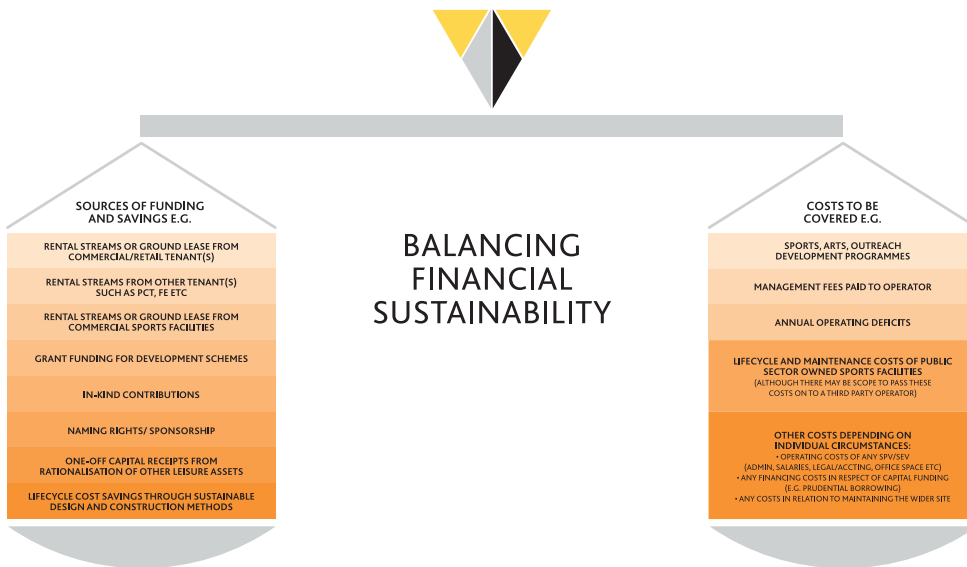 SOURCES OF FUNDING
AND SAVINGS E.G.
RENTAL STREAMS OR GROUND LEASE FROM
COMMERCIAL/RETAIL TENANT(S)
RENTAL STREAMS FROM OTHER TENANT(S)
SUCH AS PCT, FE ETC
RENTAL STREAMS OR GROUND LEASE FROM
COMMERCIAL SPORTS FACILITIES
GRANT FUNDING FOR DEVELOPMENT SCHEMES
IN-KIND CONTRIBUTIONS
NAMING RIGHTS/ SPONSORSHIP
ONE-OFF CAPITAL RECEIPTS FROM
RATIONALISATION OF OTHER LEISURE ASSETS
LIFECYCLE COST SAVINGS THROUGH SUSTAINABLE
DESIGN AND CONSTRUCTION METHODS
BALANCING
FINANCIAL
SUSTAINABILITY
COSTS TO BE
COVERED E.G.
SPORTS, ARTS, OUTREACH
DEVELOPMENT PROGRAMMES
MANAGEMENT FEES PAID TO OPERATOR
ANNUAL OPERATING DEFICITS
LIFECYCLE AND MAINTENANCE COSTS OF PUBLIC
SECTOR OWNED SPORTS FACILITIES
(ALTHOUGH THERE MAY BE SCOPE TO PASS THESE
COSTS ON TO A THIRD PARTY OPERATOR)
OTHER COSTS DEPENDING ON
INDIVIDUAL CIRCUMSTANCES:
• OPERATING COSTS OF ANY SPV/SEV
(ADMIN, SALARIES, LEGAL/ACCTING, OFFICE SPACE ETC)
• ANY FINANCING COSTS IN RESPECT OF CAPITAL FUNDING
(E.G. PRUDENTIAL BORROWING)
• ANY COSTS IN RELATION TO MAINTAINING THE WIDER SITE